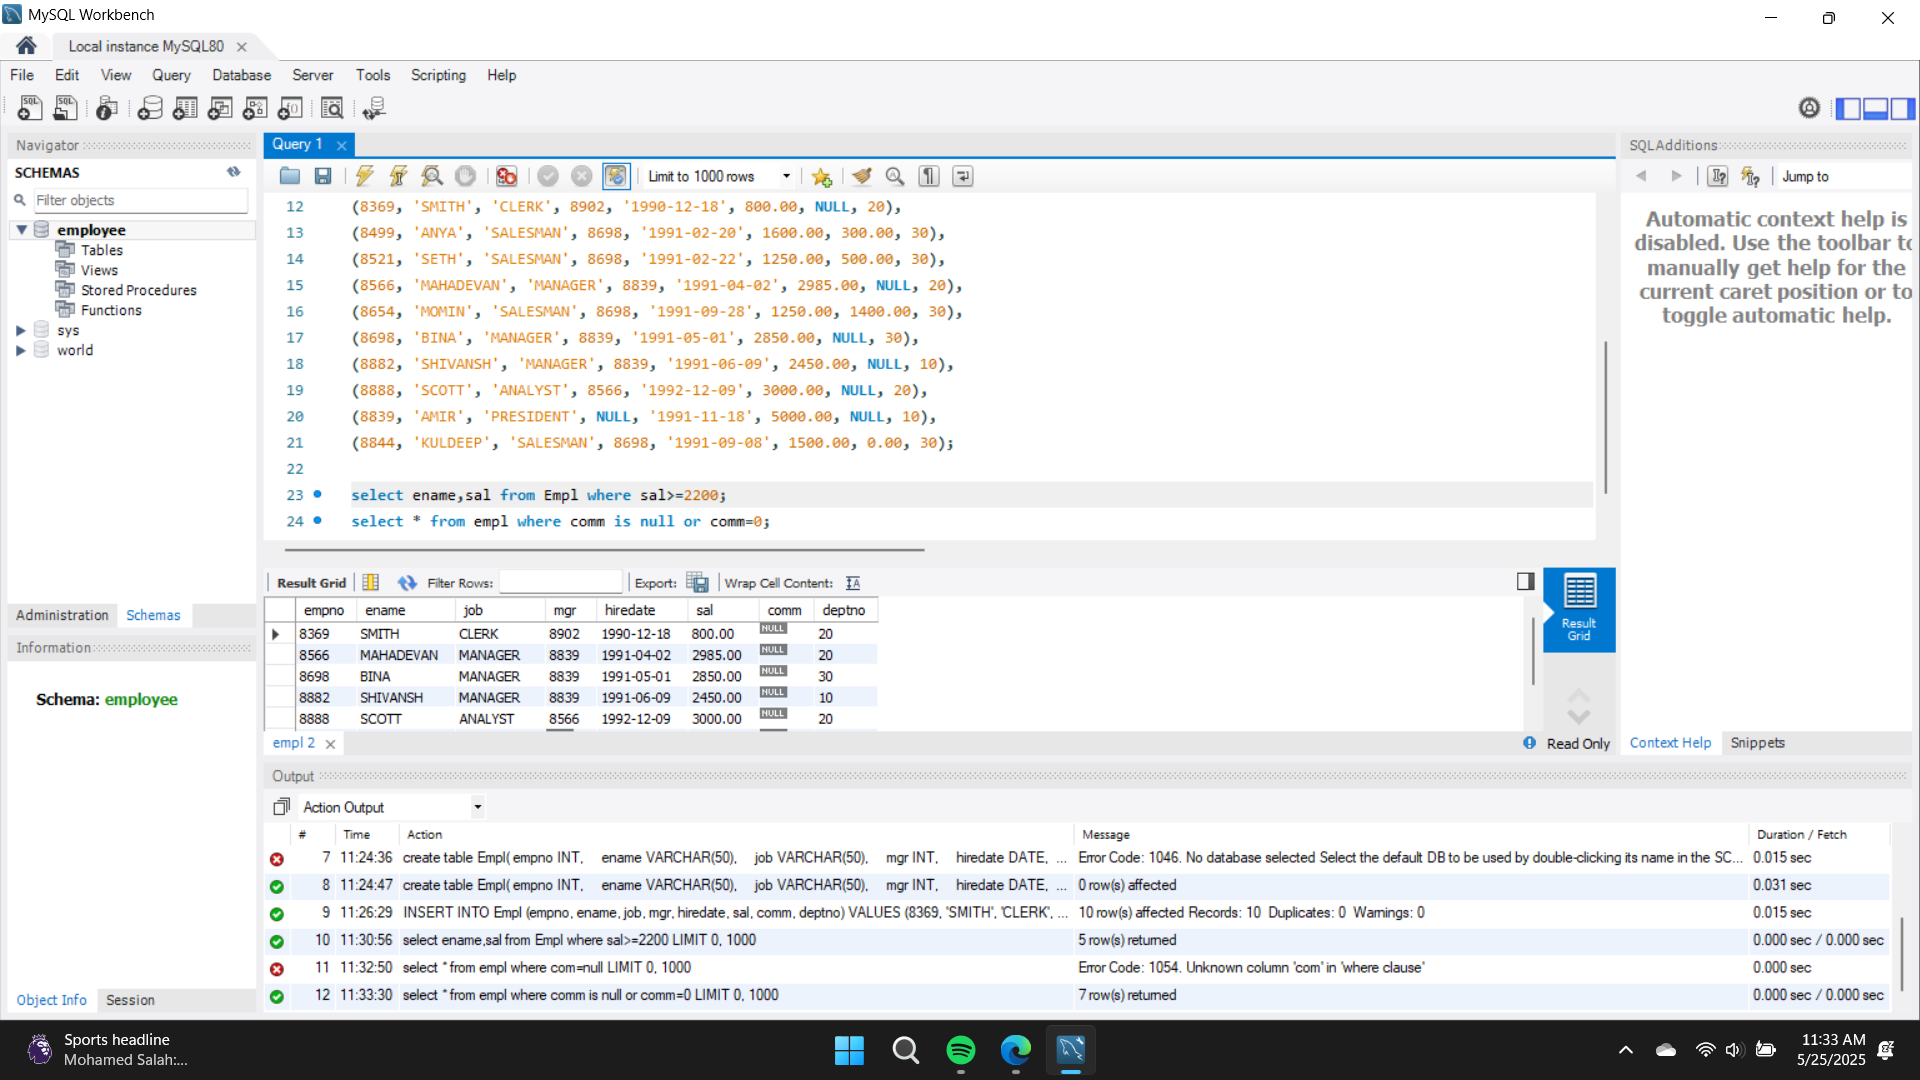 MySQL Workbench
Local instance MySQL80
File Edit View Query Database Server Tools Scripting Help
Navigator
SCHEMAS
Filter objects
employee
Tables
Views
Stored Procedures
Functions
sys
world
Administration Schemas
Information
Schema: employee
Object Info Session
Query 1
Limit to 1000 rows
12 (8369, 'SMITH', 'CLERK', 8902, '1990-12-18', 800.00, NULL, 20),
13 (8499, 'ANYA', 'SALESMAN', 8698, '1991-02-20', 1600.00, 300.00, 30),
14 (8521, 'SETH', 'SALESMAN', 8698, '1991-02-22', 1250.00, 500.00, 30),
15 (8566, 'MAHADEVAN', 'MANAGER', 8839, '1991-04-02', 2985.00, NULL, 20),
16 (8654, 'MOMIN', 'SALESMAN', 8698, '1991-09-28', 1250.00, 1400.00, 30),
17 (8698, 'BINA', 'MANAGER', 8839, '1991-05-01', 2850.00, NULL, 30),
18 (8882, 'SHIVANSH', 'MANAGER', 8839, '1991-06-09', 2450.00, NULL, 10),
19 (8888, 'SCOTT', 'ANALYST', 8566, '1992-12-09', 3000.00, NULL, 20),
20 (8839, 'AMIR', 'PRESIDENT', NULL, '1991-11-18', 5000.00, NULL, 10),
21 (8844, 'KULDEEP', 'SALESMAN', 8698, '1991-09-08', 1500.00, 0.00, 30);
22
23 select ename,sal from Empl where sal>=2200;
24 select * from empl where comm is null or comm=0;
Result Grid Filter Rows: Export: Wrap Cell Content:
empno ename job mgr hiredate sal comm deptno
8369 SMITH CLERK 8902 1990-12-18 800.00 NULL 20
8566 MAHADEVAN MANAGER 8839 1991-04-02 2985.00 NULL 20
8698 BINA MANAGER 8839 1991-05-01 2850.00 NULL 30
8882 SHIVANSH MANAGER 8839 1991-06-09 2450.00 NULL 10
8888 SCOTT ANALYST 8566 1992-12-09 3000.00 NULL 20
Result
Grid
empl 2
Read Only
SQLAdditions
Jump to
Automatic context help is
disabled. Use the toolbar to
manually get help for the
current caret position or to
toggle automatic help.
Context Help Snippets
Output
Action Output
# Time Action Message Duration / Fetch
7 11:24:36 create table Empl( empno INT, ename VARCHAR(50), job VARCHAR(50), mgr INT, hiredate DATE, ... Error Code: 1046. No database selected Select the default DB to be used by double-clicking its name in the SC... 0.015 sec
8 11:24:47 create table Empl( empno INT, ename VARCHAR(50), job VARCHAR(50), mgr INT, hiredate DATE, ... 0 row(s) affected 0.031 sec
9 11:26:29 INSERT INTO Empl (empno, ename, job, mgr, hiredate, sal, comm, deptno) VALUES (8369, 'SMITH', 'CLERK', ... 10 row(s) affected Records: 10 Duplicates: 0 Warnings: 0 0.015 sec
10 11:30:56 select ename,sal from Empl where sal>=2200 LIMIT 0, 1000 5 row(s) returned 0.000 sec / 0.000 sec
11 11:32:50 select * from empl where com=null LIMIT 0, 1000 Error Code: 1054. Unknown column 'com' in 'where clause' 0.000 sec
12 11:33:30 select * from empl where comm is null or comm=0 LIMIT 0, 1000 7 row(s) returned 0.000 sec / 0.000 sec
Sports headline
Mohamed Salah:...
11:33 AM
5/25/2025